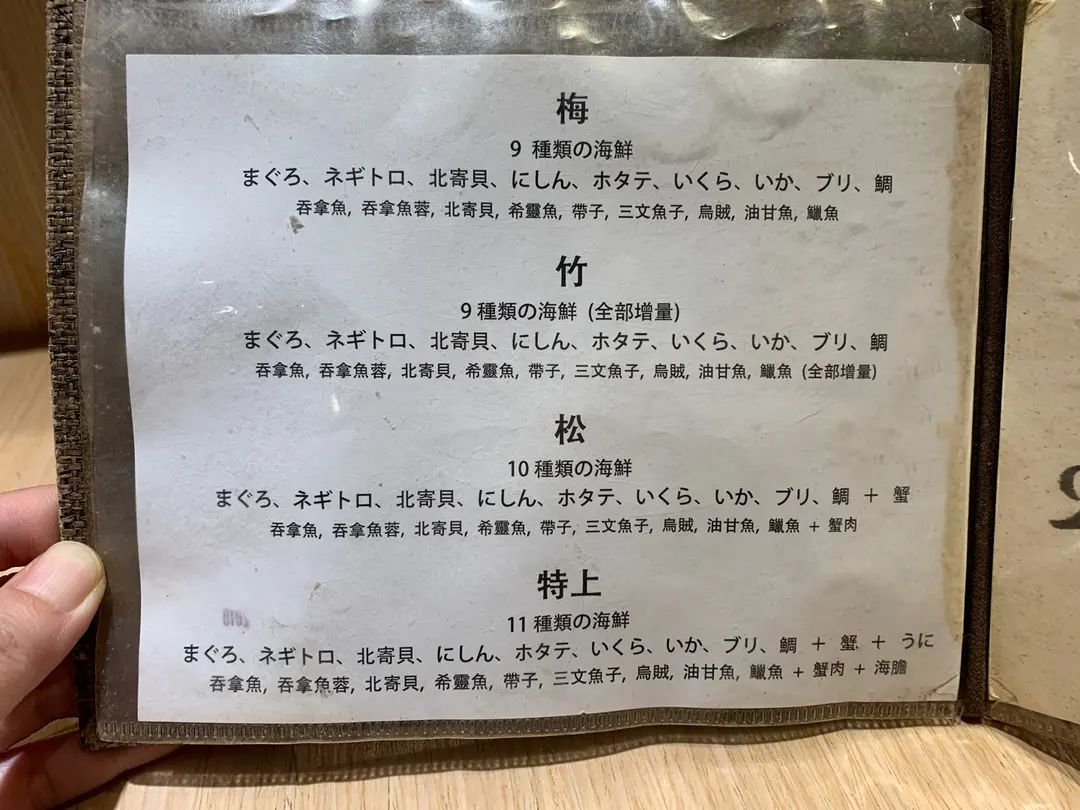 梅
9 種類の海鮮
まぐろ、ネギトロ、北寄貝、にしん、ホタテ、いくら、いか、ブリ、鯛
吞拿魚, 吞拿魚蓉, 北寄貝, 希靈魚, 帶子, 三文魚子, 烏賊, 油甘魚, 鱲魚
竹
9 種類の海鮮 (全部增量)
まぐろ、ネギトロ、北寄貝、にしん、ホタテ、いくら、いか、ブリ、鯛
吞拿魚, 吞拿魚蓉, 北寄貝, 希靈魚, 帶子, 三文魚子, 烏賊, 油甘魚, 鱲魚 (全部增量)
松
10 種類の海鮮
まぐろ、ネギトロ、北寄貝、にしん、ホタテ、いくら、いか、ブリ、鯛 + 蟹
吞拿魚, 吞拿魚蓉, 北寄貝, 希靈魚, 帶子, 三文魚子, 烏賊, 油甘魚, 鱲魚 + 蟹肉
特上
11 種類の海鮮
まぐろ、ネギトロ、北寄貝、にしん、ホタテ、いくら、いか、ブリ、鯛 + 蟹 + うに
吞拿魚, 吞拿魚蓉, 北寄貝, 希靈魚, 帶子, 三文魚子, 烏賊, 油甘魚, 鱲魚 + 蟹肉 + 海膽